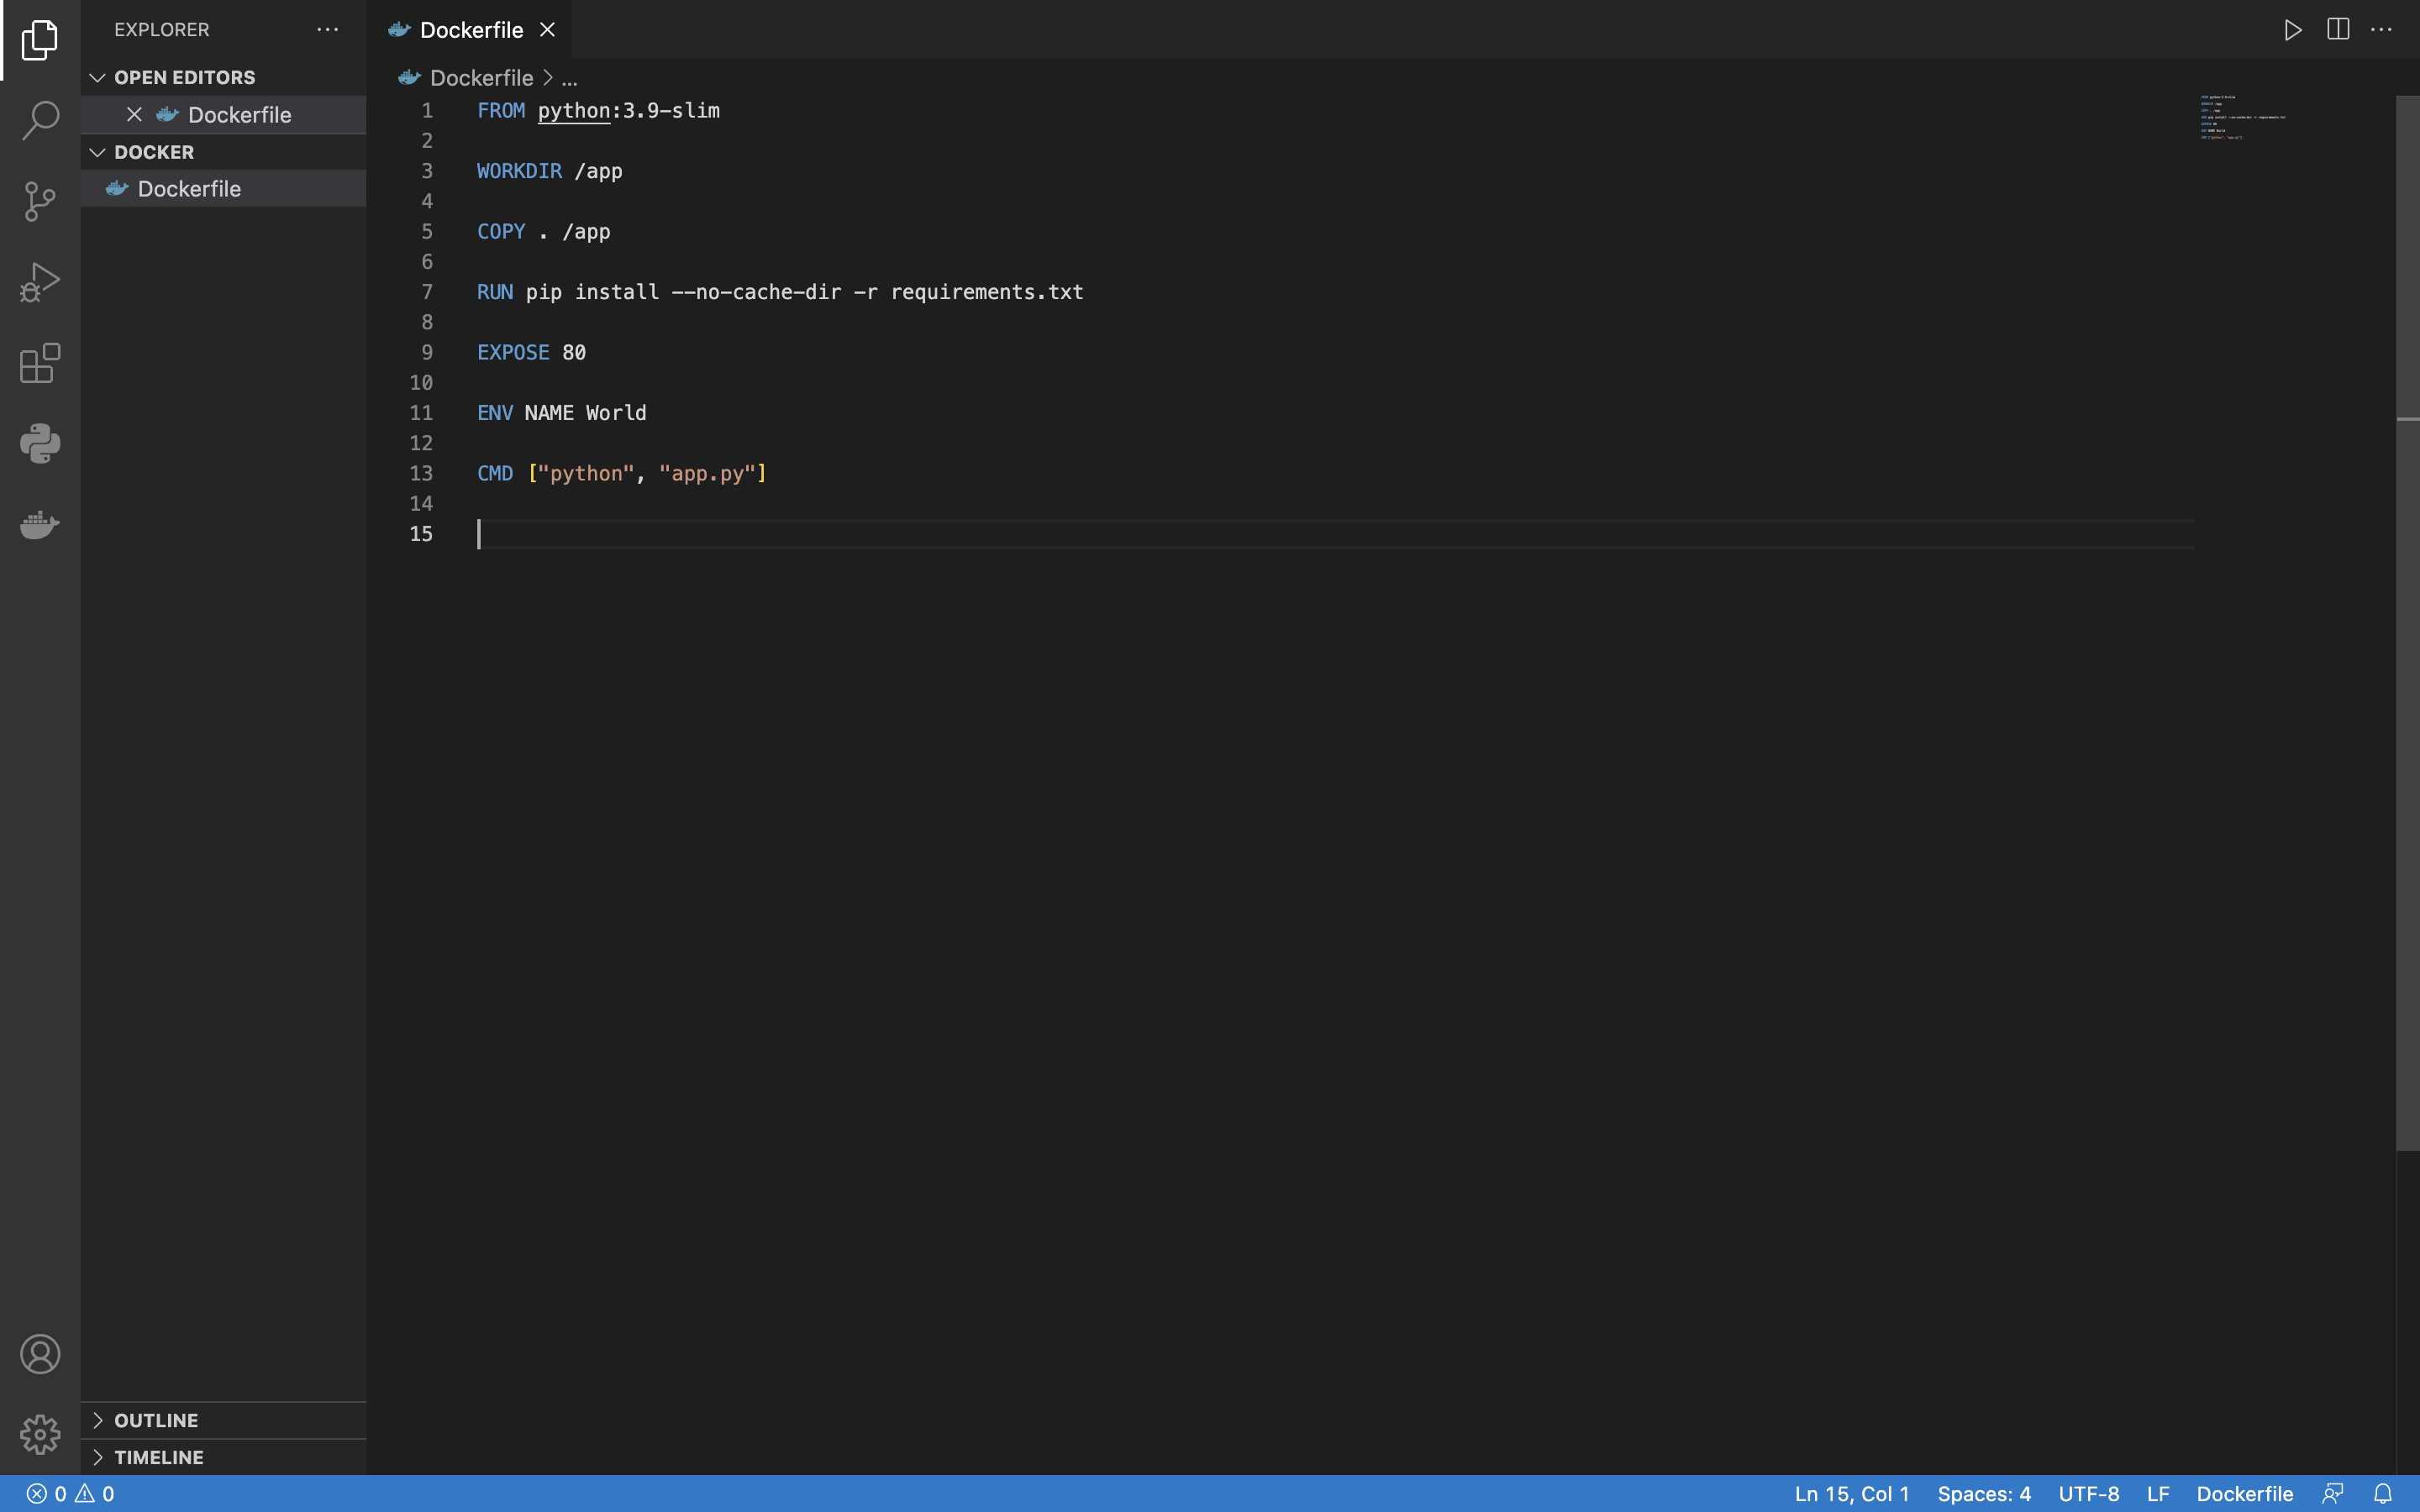 EXPLORER
OPEN EDITORS
Dockerfile
DOCKER
Dockerfile
OUTLINE
TIMELINE
Dockerfile
Dockerfile > ...
1 FROM python:3.9-slim
2
3 WORKDIR /app
4
5 COPY . /app
6
7 RUN pip install --no-cache-dir -r requirements.txt
8
9 EXPOSE 80
10
11 ENV NAME World
12
13 CMD ["python", "app.py"]
14
15
0 0
Ln 15, Col 1 Spaces: 4 UTF-8 LF Dockerfile